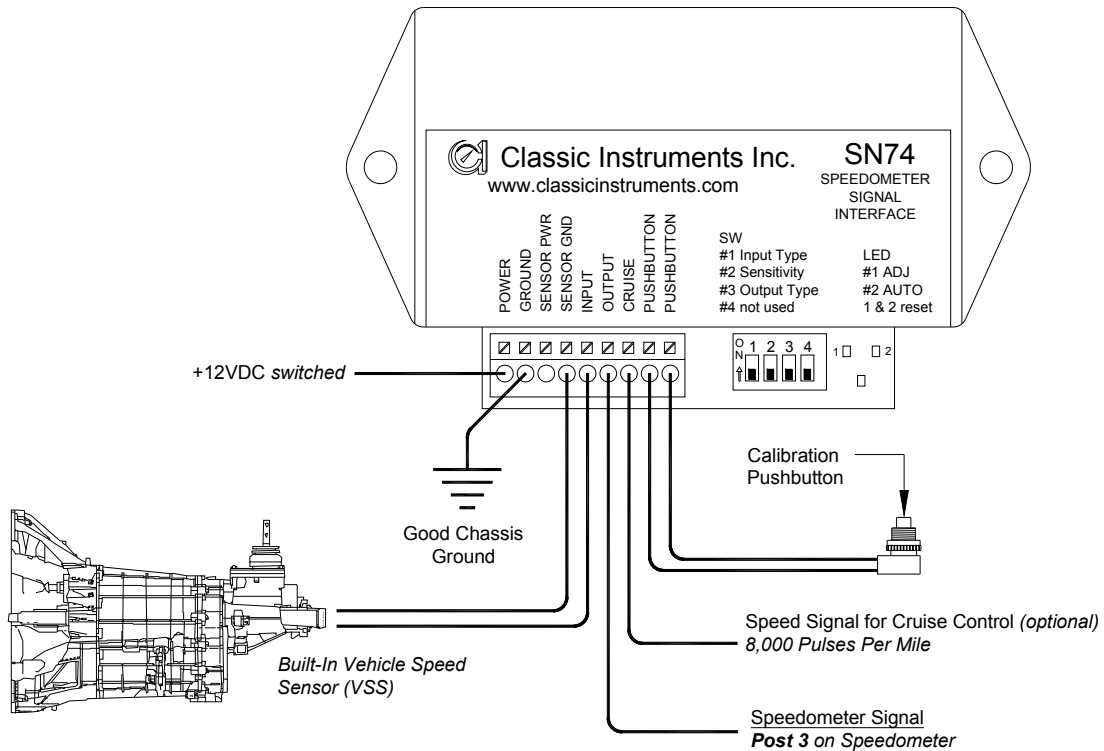 Classic Instruments Inc.
www.classicinstruments.com
SN74
SPEEDOMETER
SIGNAL
INTERFACE
POWER
GROUND
SENSOR PWR
SENSOR GND
INPUT
OUTPUT
CRUISE
PUSHBUTTON
PUSHBUTTON
SW
#1 Input Type
#2 Sensitivity
#3 Output Type
#4 not used
LED
#1 ADJ
#2 AUTO
1 & 2 reset
ON
1 2 3 4
1
2
+12VDC switched
Good Chassis
Ground
Calibration
Pushbutton
Built-In Vehicle Speed
Sensor (VSS)
Speed Signal for Cruise Control (optional)
8,000 Pulses Per Mile
Speedometer Signal
Post 3 on Speedometer